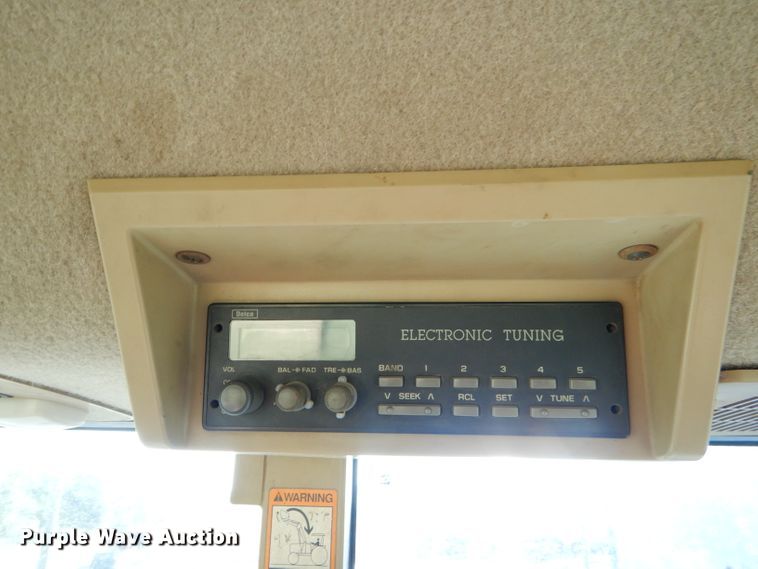 Delco
ELECTRONIC TUNING
VOL BAL FAD TRE BAS BAND 1 2 3 4 5
V SEEK Λ RCL SET V TUNE Λ
WARNING
Purple Wave Auction